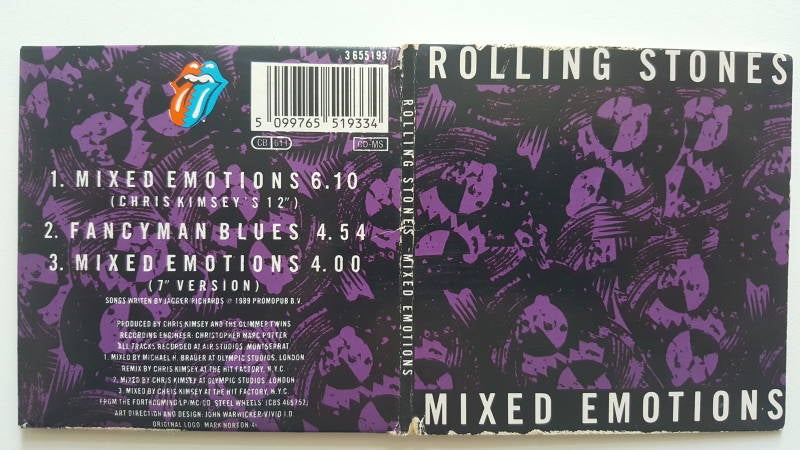 3 655193
5 099765 519334
CB 611
CD-MS
1. MIXED EMOTIONS 6.10
(CHRIS KIMSEY'S 12")
2. FANCYMAN BLUES 4.54
3. MIXED EMOTIONS 4.00
(7" VERSION)
SONGS WRITEN BY JAGGER/RICHARDS © 1989 PROMOPUB B.V.
PRODUCED BY CHRIS KIMSEY AND THE GLIMMER TWINS
RECORDING ENGINEER: CHRISTOPHER MARC POTTER
ALL TRACKS RECORDED AT AIR STUDIOS, MONTSERRAT
1. MIXED BY MICHAEL H. BRAUER AT OLYMPIC STUDIOS, LONDON
REMIX BY CHRIS KIMSEY AT THE HIT FACTORY, N.Y.C.
2. MIXED BY CHRIS KIMSEY AT OLYMPIC STUDIOS, LONDON
3. MIXED BY CHRIS KIMSEY AT THE HIT FACTORY, N.Y.C.
FROM THE FORTHCOMING LP/MC/CD 'STEEL WHEELS' (CBS 465752)
ART DIRECTION AND DESIGN: JOHN WARWICKER/VIVID I.D.
ORIGINAL LOGO: MARK NORTON
ROLLING STONES - MIXED EMOTIONS
ROLLING STONES
MIXED EMOTIONS